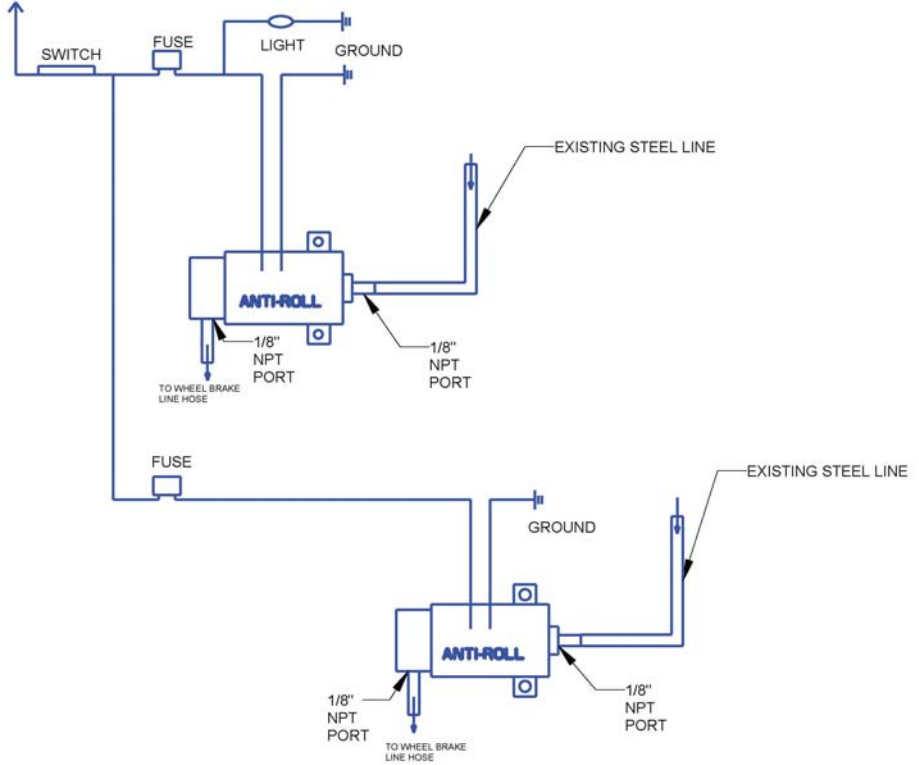 SWITCH
FUSE
LIGHT
GROUND
EXISTING STEEL LINE
ANTI-ROLL
1/8"
NPT
PORT
1/8"
NPT
PORT
TO WHEEL BRAKE
LINE HOSE
FUSE
EXISTING STEEL LINE
GROUND
ANTI-ROLL
1/8"
NPT
PORT
1/8"
NPT
PORT
TO WHEEL BRAKE
LINE HOSE